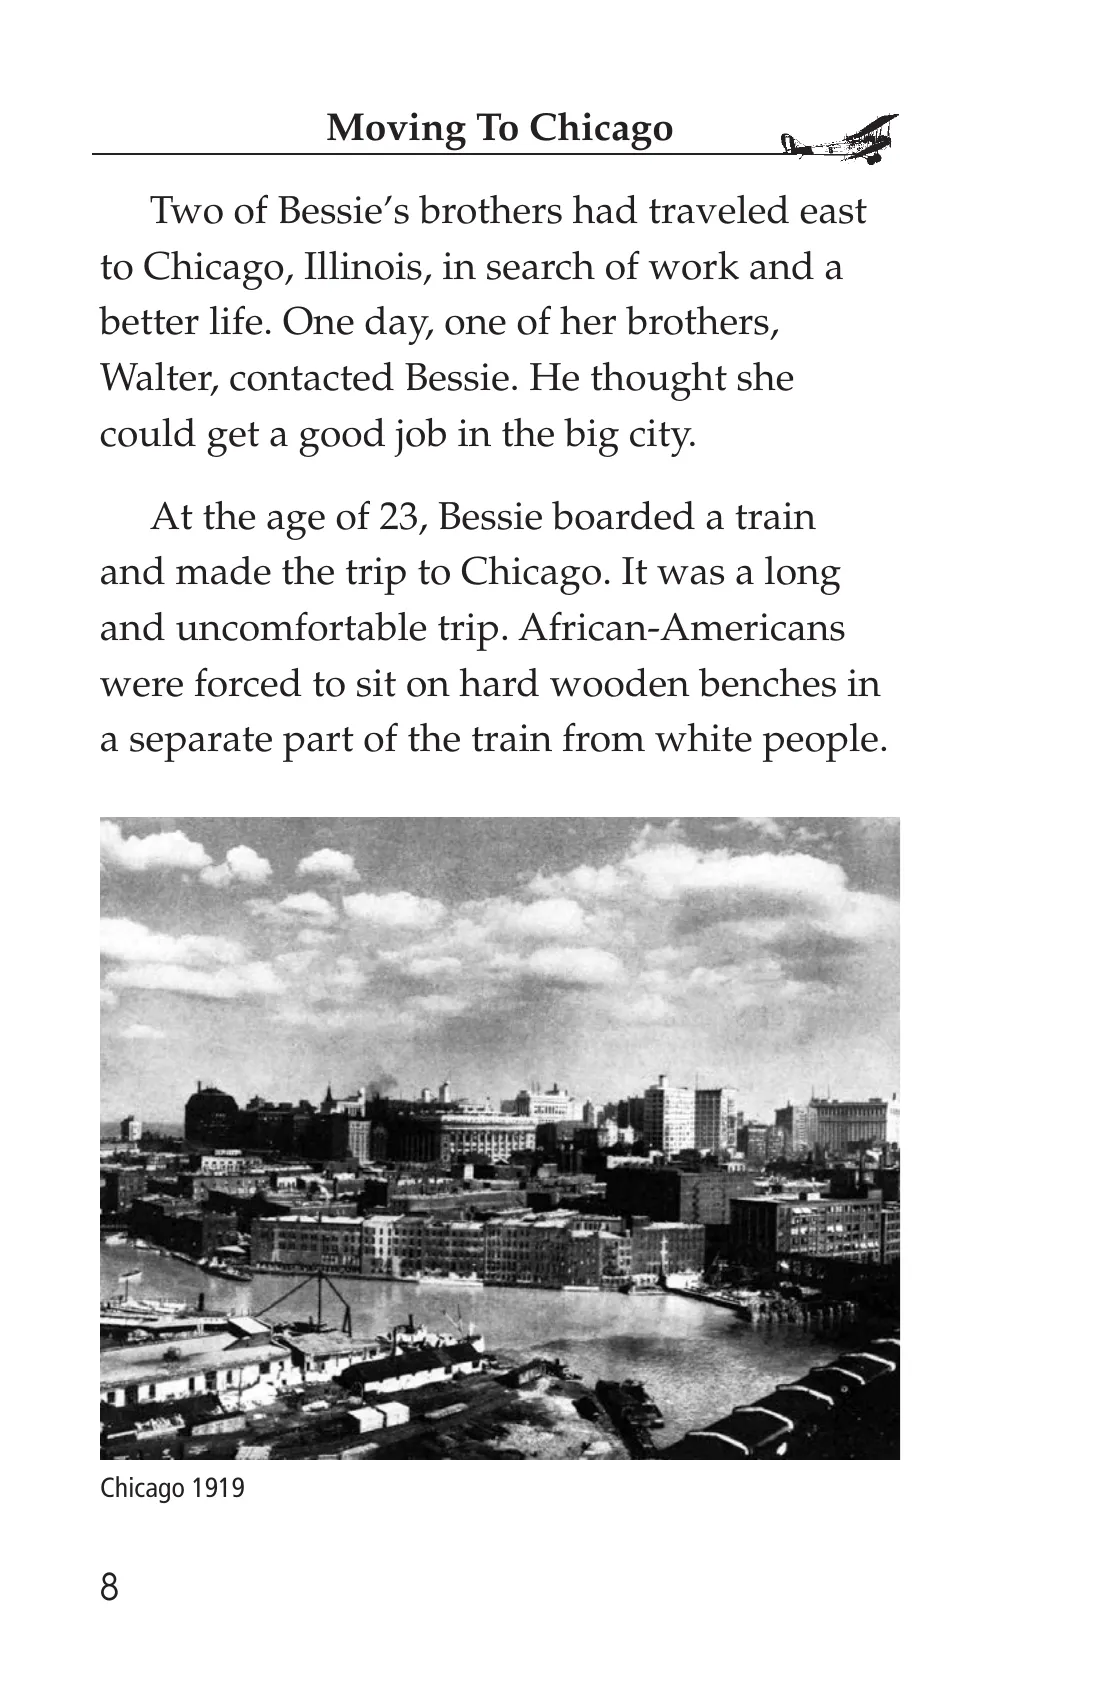 Moving To Chicago
Two of Bessie’s brothers had traveled east
to Chicago, Illinois, in search of work and a
better life. One day, one of her brothers,
Walter, contacted Bessie. He thought she
could get a good job in the big city.
At the age of 23, Bessie boarded a train
and made the trip to Chicago. It was a long
and uncomfortable trip. African-Americans
were forced to sit on hard wooden benches in
a separate part of the train from white people.
Chicago 1919
8